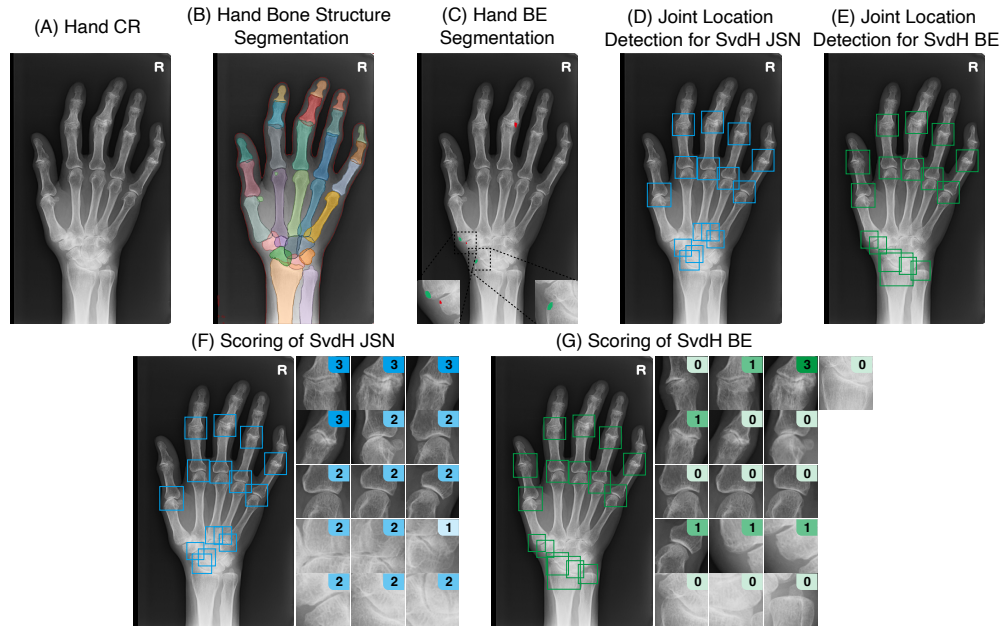 (A) Hand CR
(B) Hand Bone Structure
Segmentation
(C) Hand BE
Segmentation
(D) Joint Location
Detection for SvdH JSN
(E) Joint Location
Detection for SvdH BE
R
R
R
R
R
(F) Scoring of SvdH JSN
R
3 3 3
3 2 2
2 2 2
2 2 1
2 2 2
(G) Scoring of SvdH BE
R
0 1 3 0
1 0 0
0 0 0
1 1 1
0 0 0